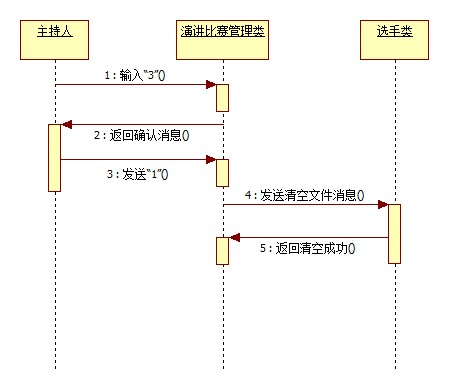 主持人
演讲比赛管理类
选手类
1 : 输入“3”()
2 : 返回确认消息()
3 : 发送“1”()
4 : 发送清空文件消息()
5 : 返回清空成功()